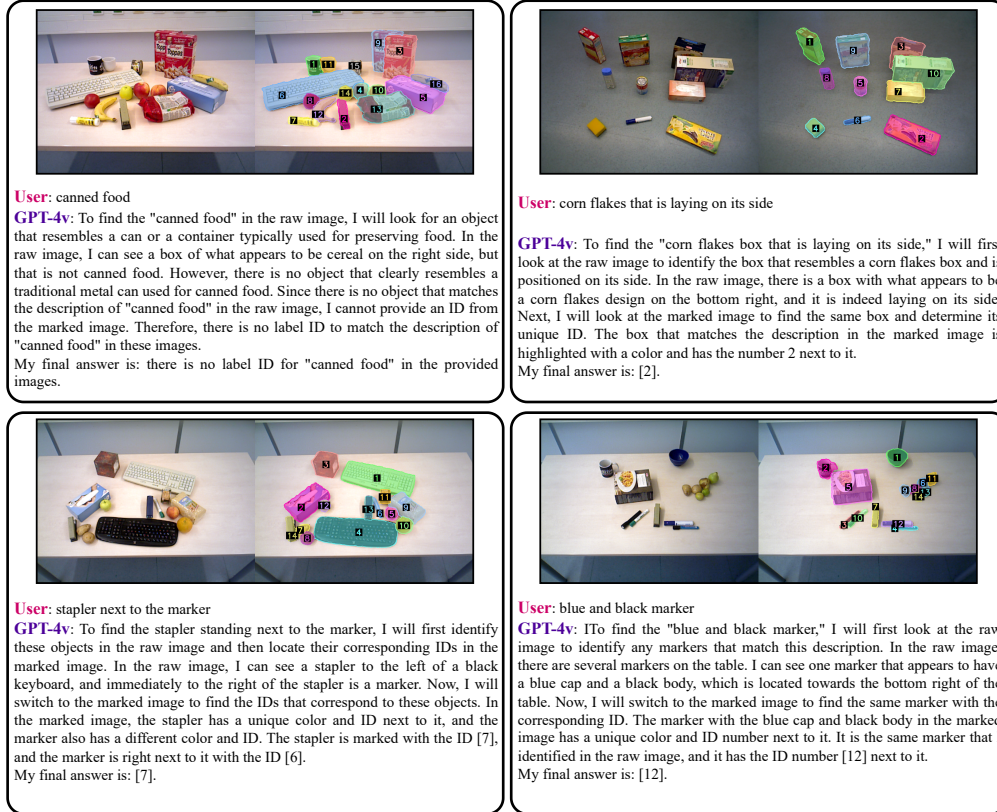 User: canned food
GPT-4v: To find the "canned food" in the raw image, I will look for an object
that resembles a can or a container typically used for preserving food. In the
raw image, I can see a box of what appears to be cereal on the right side, but
that is not canned food. However, there is no object that clearly resembles a
traditional metal can used for canned food. Since there is no object that matches
the description of "canned food" in the raw image, I cannot provide an ID from
the marked image. Therefore, there is no label ID to match the description of
"canned food" in these images.
My final answer is: there is no label ID for "canned food" in the provided
images.
User: corn flakes that is laying on its side
GPT-4v: To find the "corn flakes box that is laying on its side," I will firs
look at the raw image to identify the box that resembles a corn flakes box and i
positioned on its side. In the raw image, there is a box with what appears to be
a corn flakes design on the bottom right, and it is indeed laying on its side
Next, I will look at the marked image to find the same box and determine its
unique ID. The box that matches the description in the marked image is
highlighted with a color and has the number 2 next to it.
My final answer is: [2].
User: stapler next to the marker
GPT-4v: To find the stapler standing next to the marker, I will first identify
these objects in the raw image and then locate their corresponding IDs in the
marked image. In the raw image, I can see a stapler to the left of a black
keyboard, and immediately to the right of the stapler is a marker. Now, I will
switch to the marked image to find the IDs that correspond to these objects. In
the marked image, the stapler has a unique color and ID next to it, and the
marker also has a different color and ID. The stapler is marked with the ID [7],
and the marker is right next to it with the ID [6].
My final answer is: [7].
User: blue and black marker
GPT-4v: ITo find the "blue and black marker," I will first look at the raw
image to identify any markers that match this description. In the raw image
there are several markers on the table. I can see one marker that appears to have
a blue cap and a black body, which is located towards the bottom right of the
table. Now, I will switch to the marked image to find the same marker with the
corresponding ID. The marker with the blue cap and black body in the marked
image has a unique color and ID number next to it. It is the same marker that
identified in the raw image, and it has the ID number [12] next to it.
My final answer is: [12].